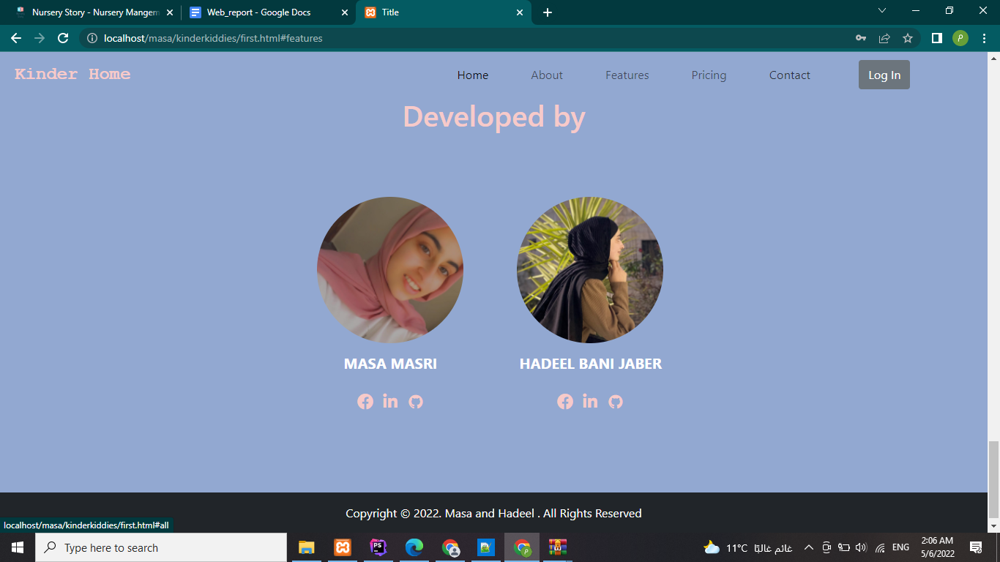 Nursery Story - Nursery Mangem
Web_report - Google Docs
Title
localhost/masa/kinderkiddies/first.html#features
P
Kinder Home
Home
About
Features
Pricing
Contact
Log In
Developed by
MASA MASRI
HADEEL BANI JABER
Copyright © 2022. Masa and Hadeel . All Rights Reserved
localhost/masa/kinderkiddies/first.html#all
Type here to search
PS
11°C غائم غالبًا
ENG
2:06 AM
5/6/2022